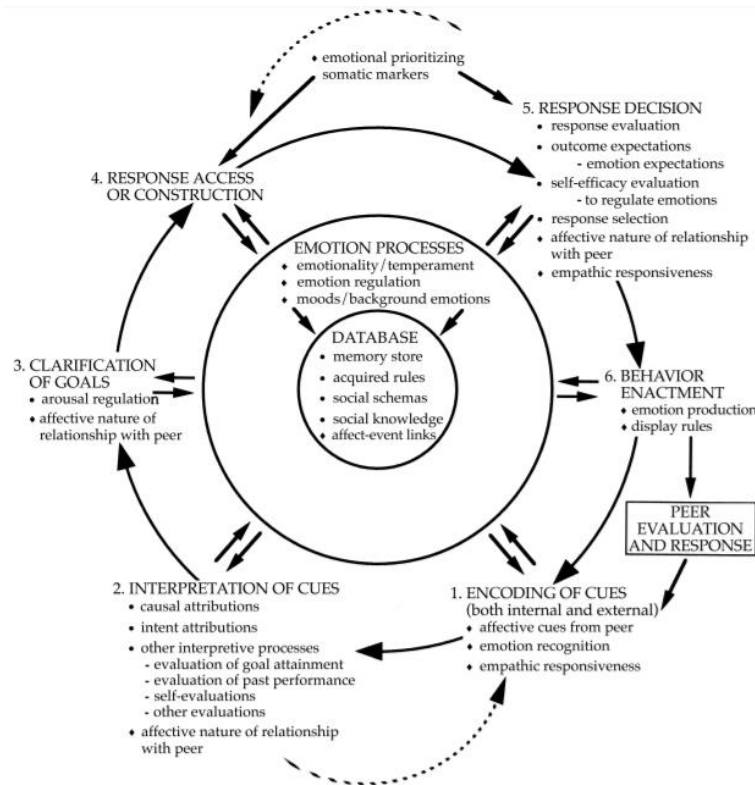 ♦ emotional prioritizing
somatic markers
5. RESPONSE DECISION
• response evaluation
• outcome expectations
- emotion expectations
• self-efficacy evaluation
- to regulate emotions
• response selection
♦ affective nature of relationship
with peer
♦ empathic responsiveness
4. RESPONSE ACCESS
OR CONSTRUCTION
EMOTION PROCESSES
♦ emotionality/temperament
♦ emotion regulation
♦ moods/background emotions
DATABASE
• memory store
• acquired rules
• social schemas
• social knowledge
♦ affect-event links
3. CLARIFICATION
OF GOALS
• arousal regulation
♦ affective nature of
relationship with peer
6. BEHAVIOR
ENACTMENT
♦ emotion production
♦ display rules
PEER
EVALUATION
AND RESPONSE
2. INTERPRETATION OF CUES
• causal attributions
• intent attributions
• other interpretive processes
- evaluation of goal attainment
- evaluation of past performance
- self-evaluations
- other evaluations
♦ affective nature of relationship
with peer
1. ENCODING OF CUES
(both internal and external)
♦ affective cues from peer
♦ emotion recognition
♦ empathic responsiveness